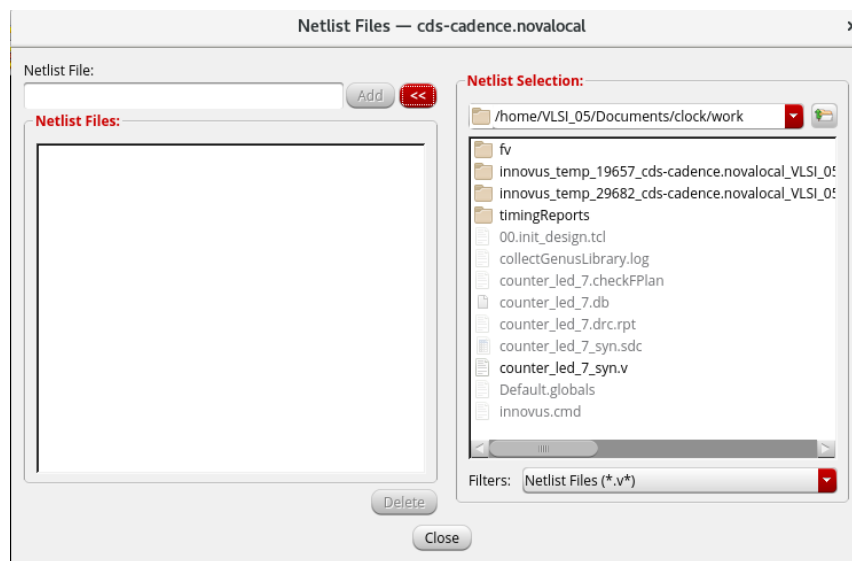 Netlist Files — cds-cadence.novalocal
Netlist File:
Add
<<
Netlist Files:
Delete
Netlist Selection:
/home/VLSI_05/Documents/clock/work
fv
innovus_temp_19657_cds-cadence.novalocal_VLSI_05
innovus_temp_29682_cds-cadence.novalocal_VLSI_05
timingReports
00.init_design.tcl
collectGenusLibrary.log
counter_led_7.checkFPlan
counter_led_7.db
counter_led_7.drc.rpt
counter_led_7_syn.sdc
counter_led_7_syn.v
Default.globals
innovus.cmd
Filters: Netlist Files (*.v*)
Close